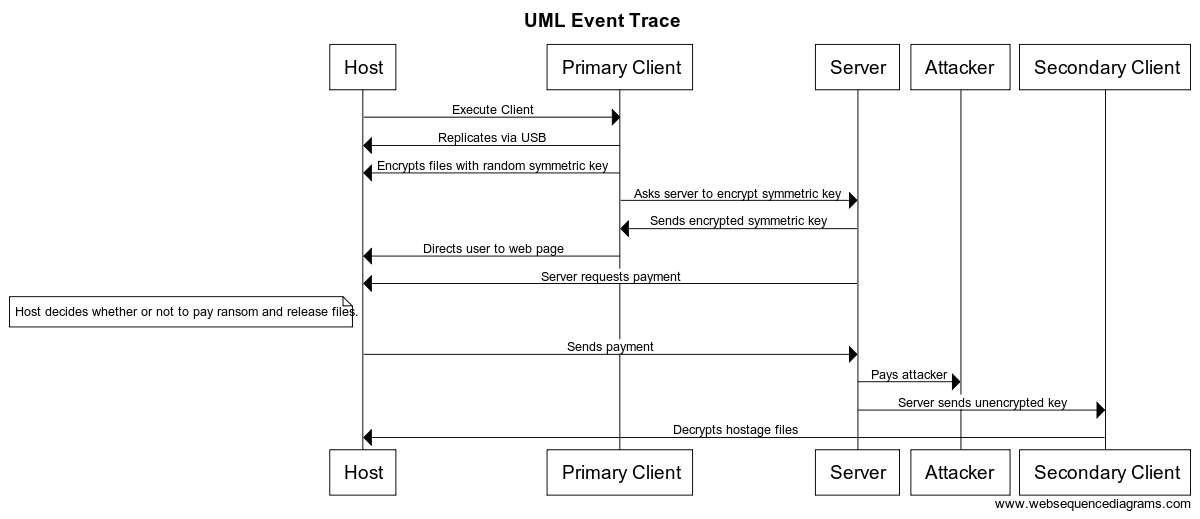 UML Event Trace
Host
Primary Client
Server
Attacker
Secondary Client
Execute Client
Replicates via USB
Encrypts files with random symmetric key
Asks server to encrypt symmetric key
Sends encrypted symmetric key
Directs user to web page
Server requests payment
Host decides whether or not to pay ransom and release files.
Sends payment
Pays attacker
Server sends unencrypted key
Decrypts hostage files
Host
Primary Client
Server
Attacker
Secondary Client
www.websequencediagrams.com